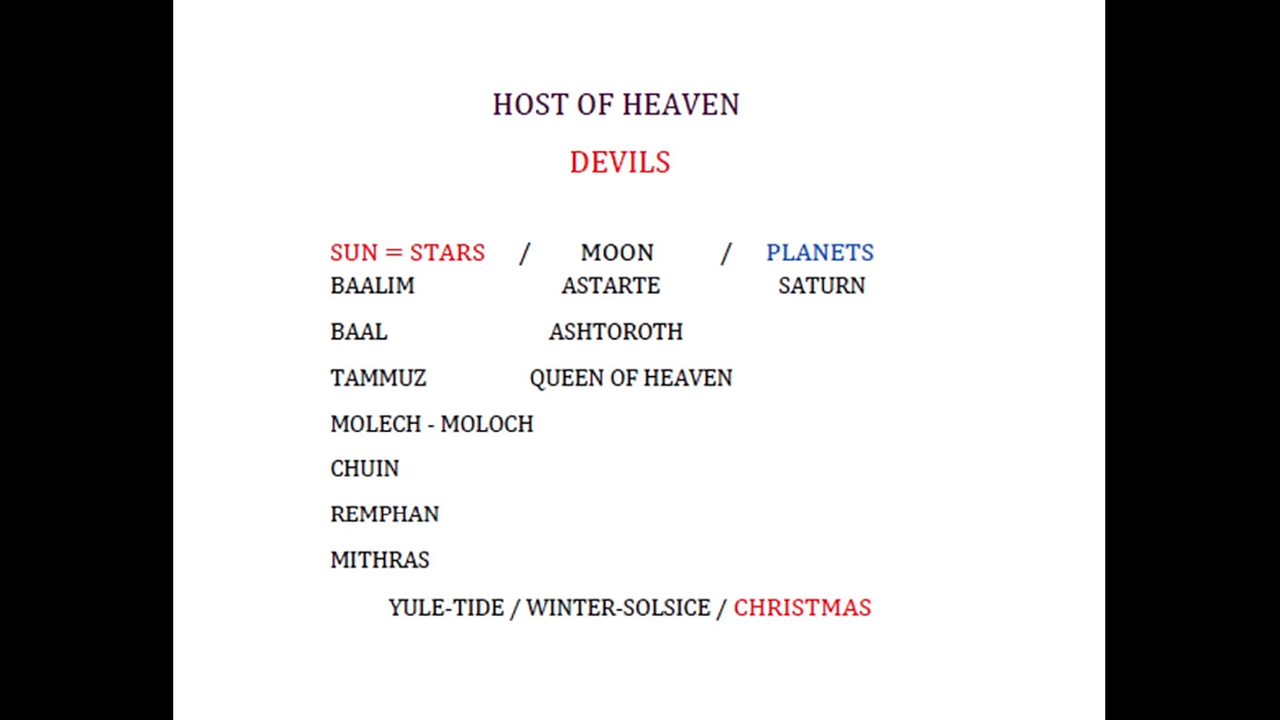 HOST OF HEAVEN
DEVILS
SUN = STARS / MOON / PLANETS
BAALIM ASTARTE SATURN
BAAL ASHTOROTH
TAMMUZ QUEEN OF HEAVEN
MOLECH - MOLOCH
CHUIN
REMPHAN
MITHRAS
YULE-TIDE / WINTER-SOLSICE / CHRISTMAS